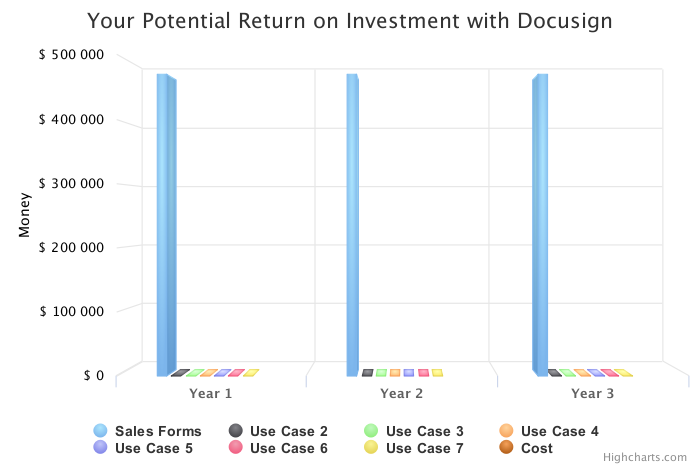 Your Potential Return on Investment with Docusign
$ 500 000
$ 400 000
$ 300 000
$ 200 000
$ 100 000
$ 0
Money
Year 1 Year 2 Year 3
Sales Forms Use Case 2 Use Case 3 Use Case 4
Use Case 5 Use Case 6 Use Case 7 Cost
Highcharts.com